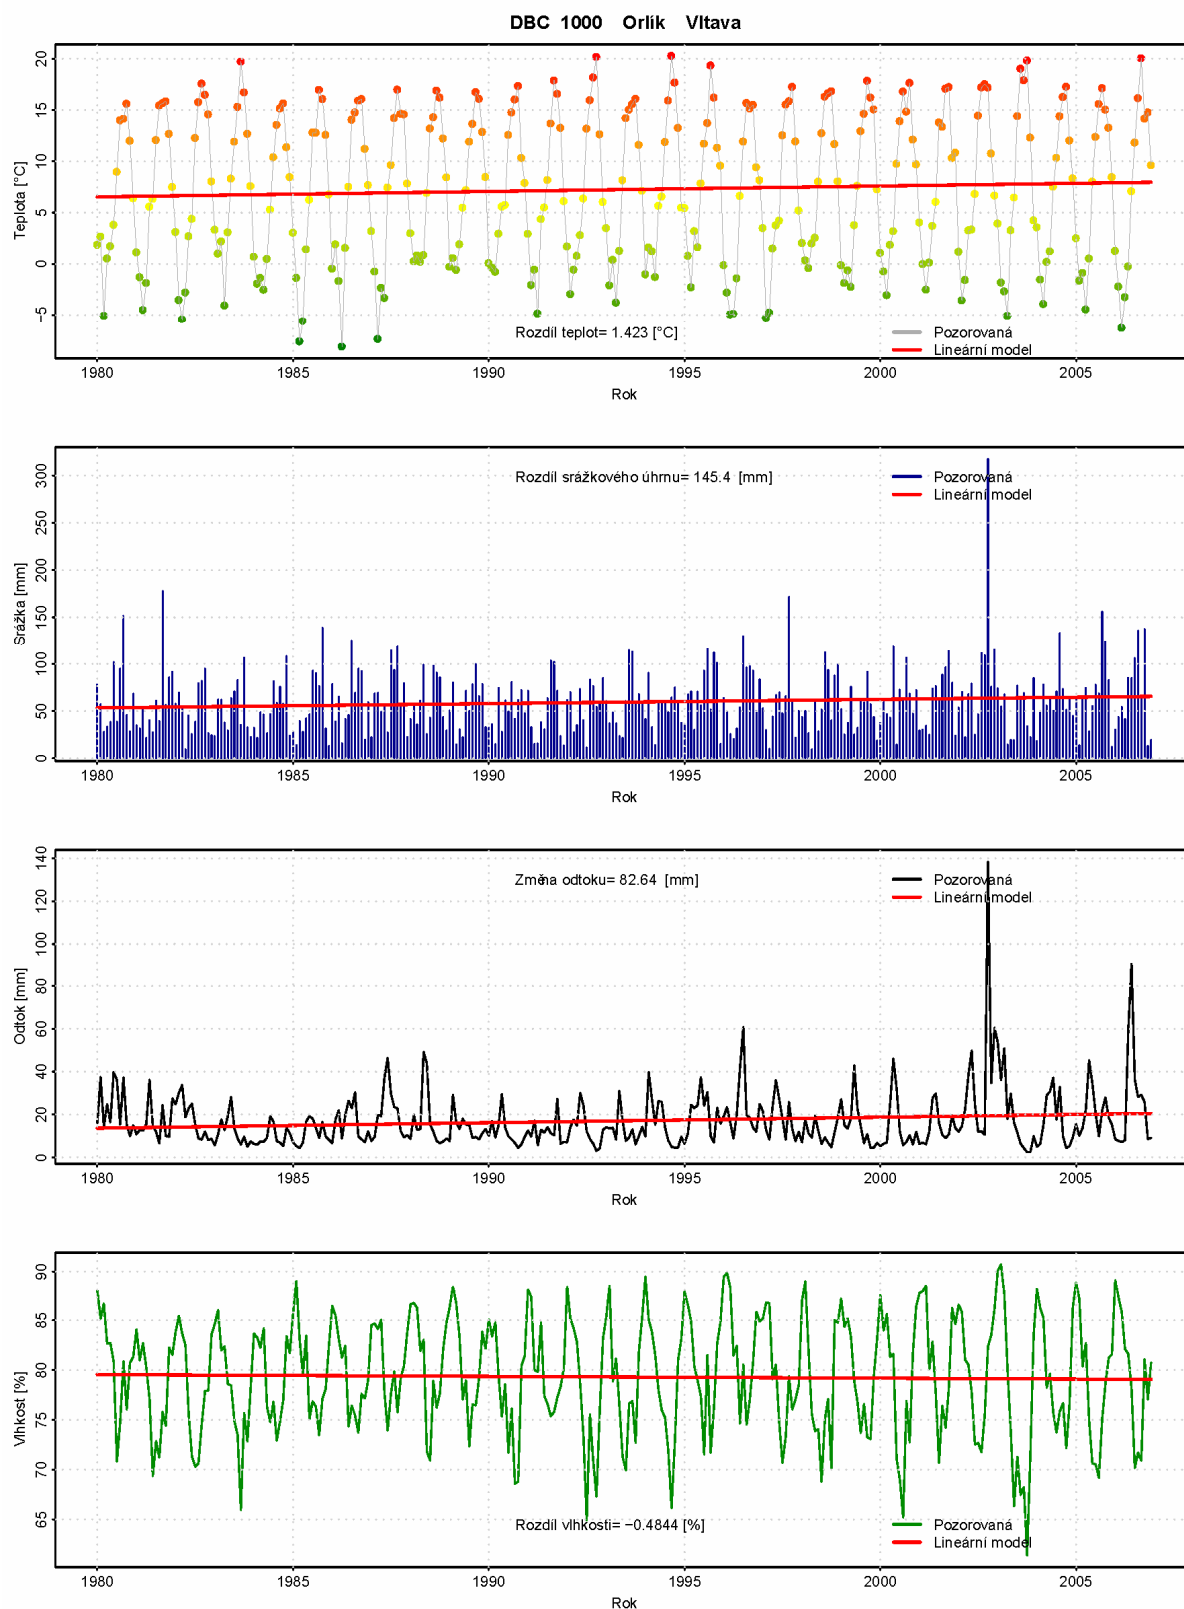 DBC 1000 Orlík Vltava
Teplota [°C]
20
15
10
5
0
−5
Rozdíl teplot= 1.423 [°C]
Pozorovaná
Lineární model
1980 1985 1990 1995 2000 2005
Rok
Srážka [mm]
300
250
200
150
100
50
0
Rozdíl srážkového úhrnu= 145.4 [mm]
Pozorovaná
Lineární model
1980 1985 1990 1995 2000 2005
Rok
Odtok [mm]
140
120
100
80
60
40
20
0
Změna odtoku= 82.64 [mm]
Pozorovaná
Lineární model
1980 1985 1990 1995 2000 2005
Rok
Vlhkost [%]
90
85
80
75
70
65
Rozdíl vlhkosti= −0.4844 [%]
Pozorovaná
Lineární model
1980 1985 1990 1995 2000 2005
Rok